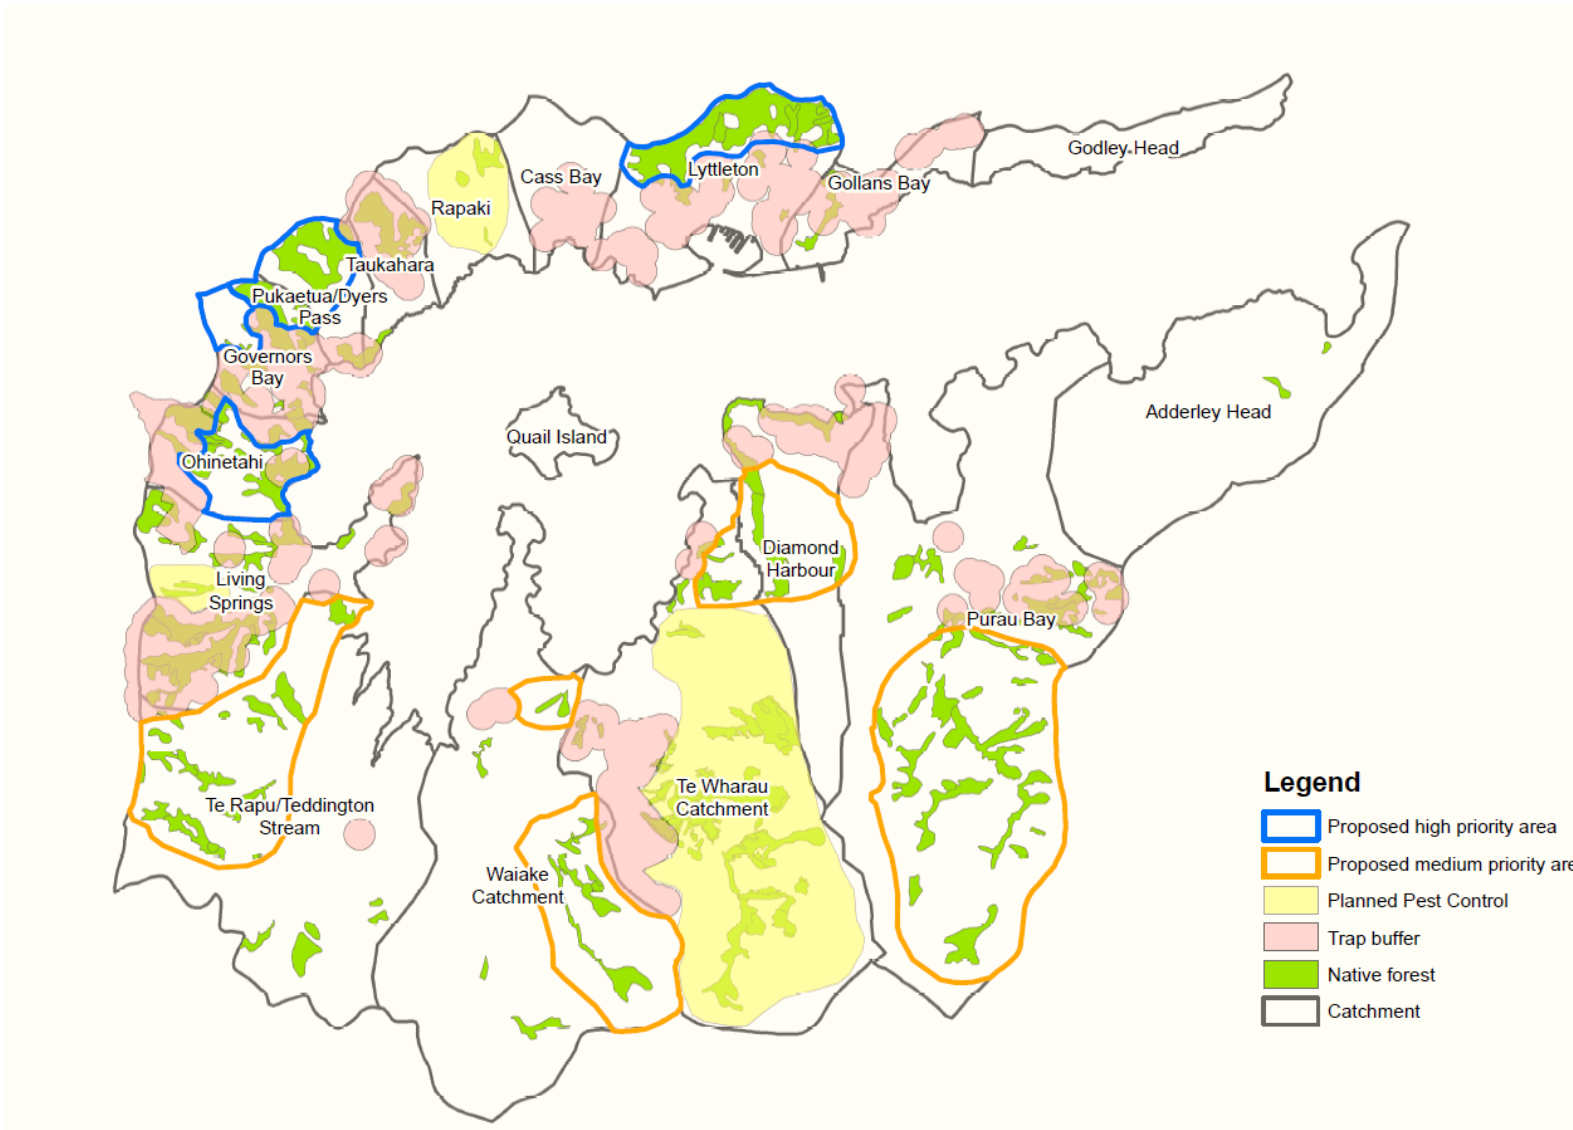 Godley Head
Lyttleton
Cass Bay
Gollans Bay
Rapaki
Taukahara
Pukaetua/Dyers
Pass
Governors
Bay
Adderley Head
Quail Island
Ohinetahi
Diamond
Harbour
Living
Springs
Purau Bay
Te Wharau
Catchment
Te Rapu/Teddington
Stream
Waiake
Catchment
Legend
Proposed high priority area
Proposed medium priority are
Planned Pest Control
Trap buffer
Native forest
Catchment